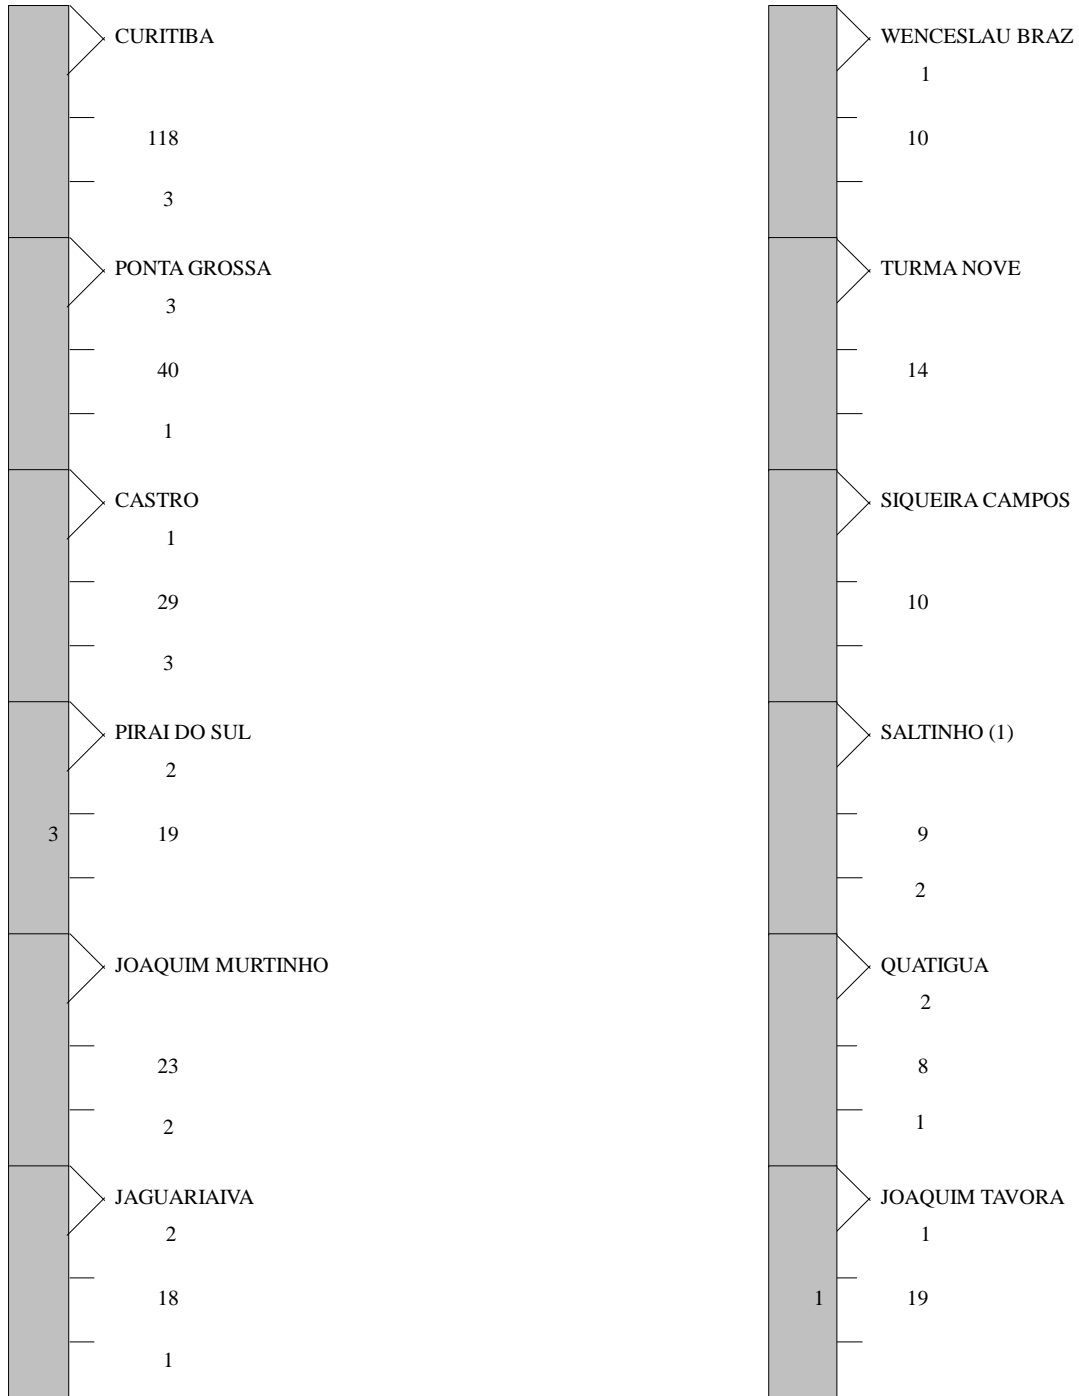 CURITIBA
118
3
PONTA GROSSA
3
40
1
CASTRO
1
29
3
PIRAI DO SUL
2
3 19
JOAQUIM MURTINHO
23
2
JAGUARIAIVA
2
18
1
WENCESLAU BRAZ
1
10
TURMA NOVE
14
SIQUEIRA CAMPOS
10
SALTINHO (1)
9
2
QUATIGUA
2
8
1
JOAQUIM TAVORA
1
1 19